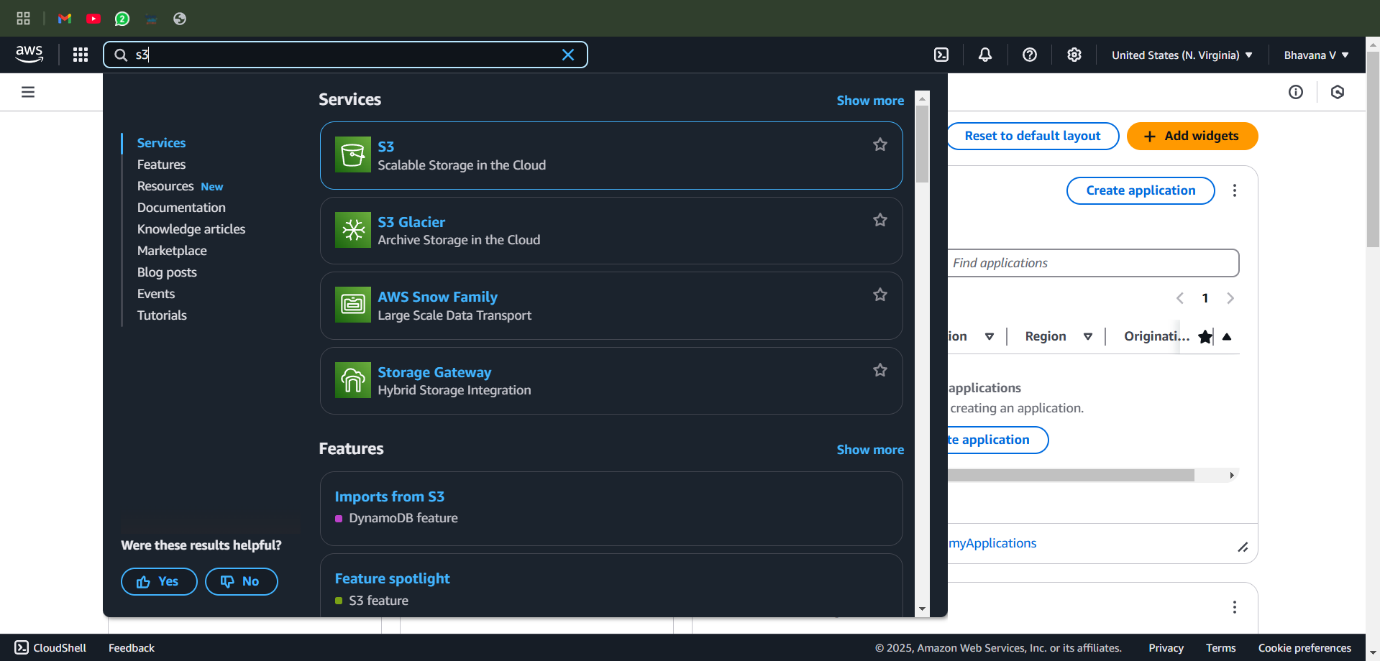 2
aws
s3
United States (N. Virginia) ▼
Bhavana V ▼
Services
Show more
Services
Features
Resources New
Documentation
Knowledge articles
Marketplace
Blog posts
Events
Tutorials
S3
Scalable Storage in the Cloud
S3 Glacier
Archive Storage in the Cloud
AWS Snow Family
Large Scale Data Transport
Storage Gateway
Hybrid Storage Integration
Features
Show more
Imports from S3
DynamoDB feature
Feature spotlight
S3 feature
Were these results helpful?
Yes
No
Reset to default layout
+ Add widgets
Create application
Find applications
1
ion
Region
Originati...
applications
creating an application.
te application
myApplications
CloudShell
Feedback
© 2025, Amazon Web Services, Inc. or its affiliates.
Privacy
Terms
Cookie preferences